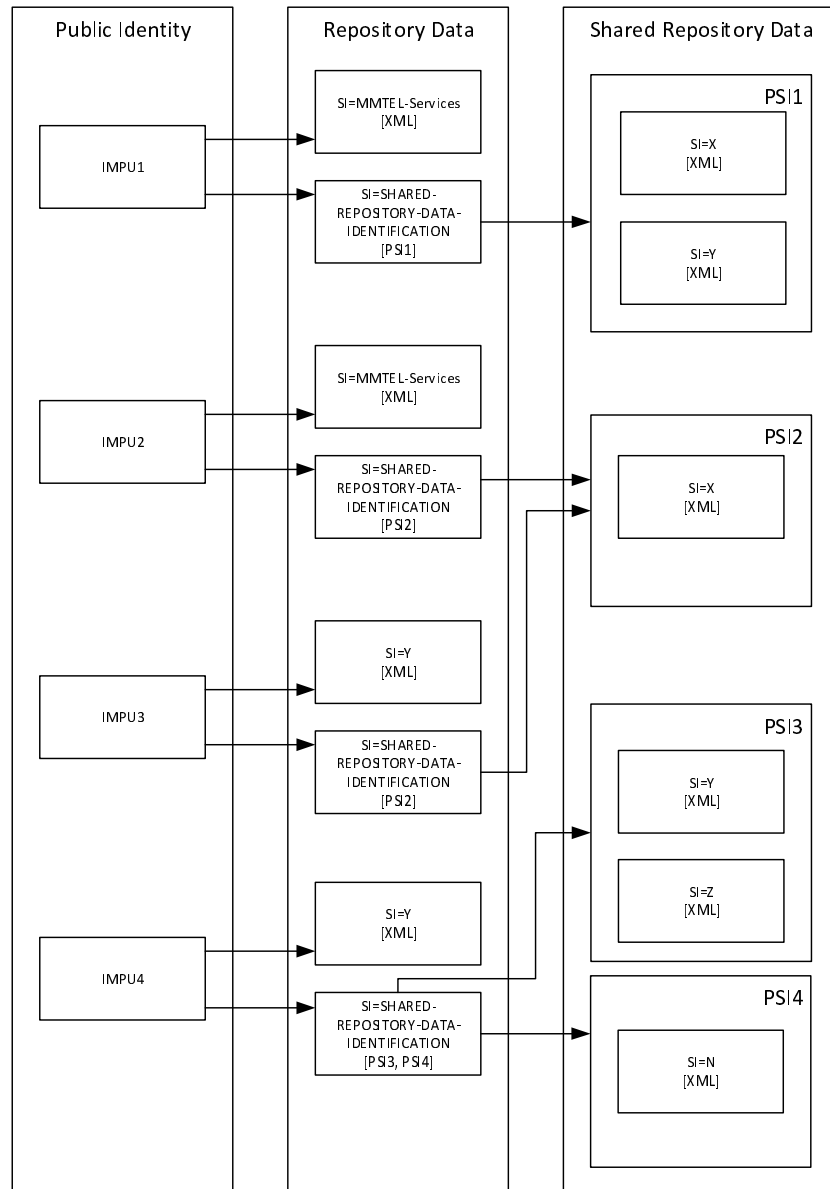 Public Identity
Repository Data
Shared Repository Data
IMPU1
SI=MMTEL-Services
[XML]
SI=SHARED-
REPOSITORY-DATA-
IDENTIFICATION
[PSI1]
PSI1
SI=X
[XML]
SI=Y
[XML]
IMPU2
SI=MMTEL-Services
[XML]
SI=SHARED-
REPOSITORY-DATA-
IDENTIFICATION
[PSI2]
PSI2
SI=X
[XML]
IMPU3
SI=Y
[XML]
SI=SHARED-
REPOSITORY-DATA-
IDENTIFICATION
[PSI2]
PSI3
SI=Y
[XML]
SI=Z
[XML]
IMPU4
SI=Y
[XML]
SI=SHARED-
REPOSITORY-DATA-
IDENTIFICATION
[PSI3, PSI4]
PSI4
SI=N
[XML]